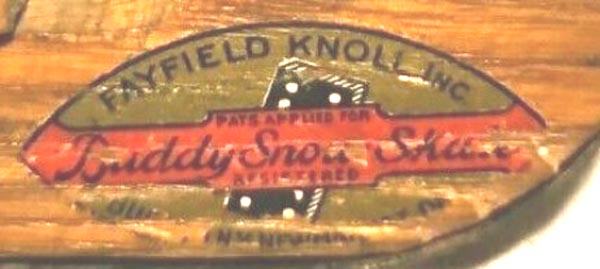 FAYFIELD KNOLL, INC.
PATS APPLIED FOR
Buddy Snow Skate
REGISTERED